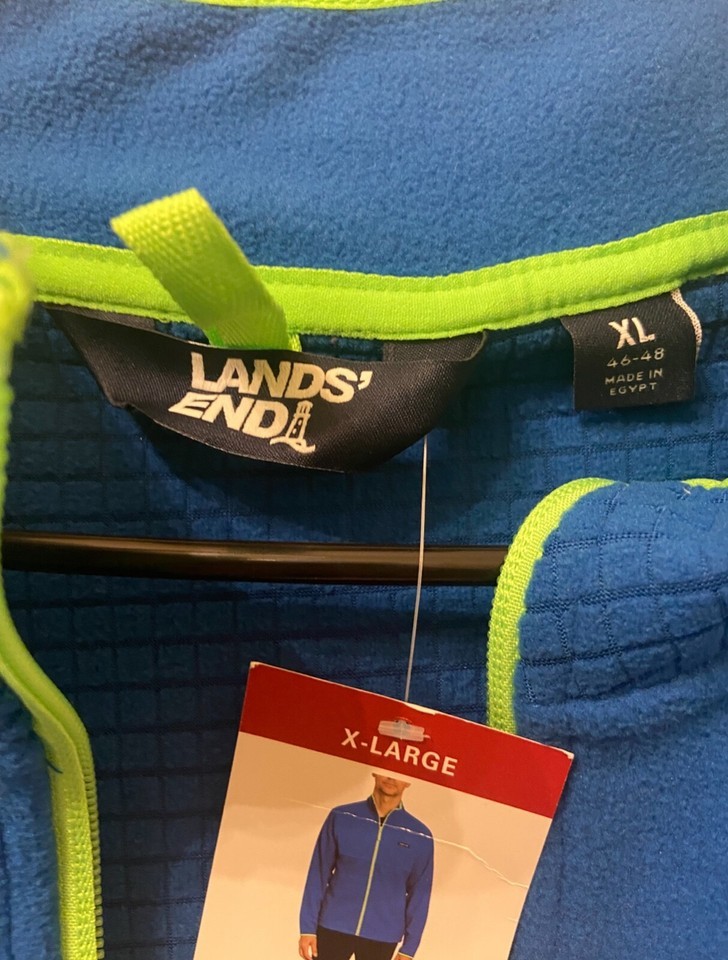 LANDS'
END
XL
46-48
MADE IN
EGYPT
X-LARGE